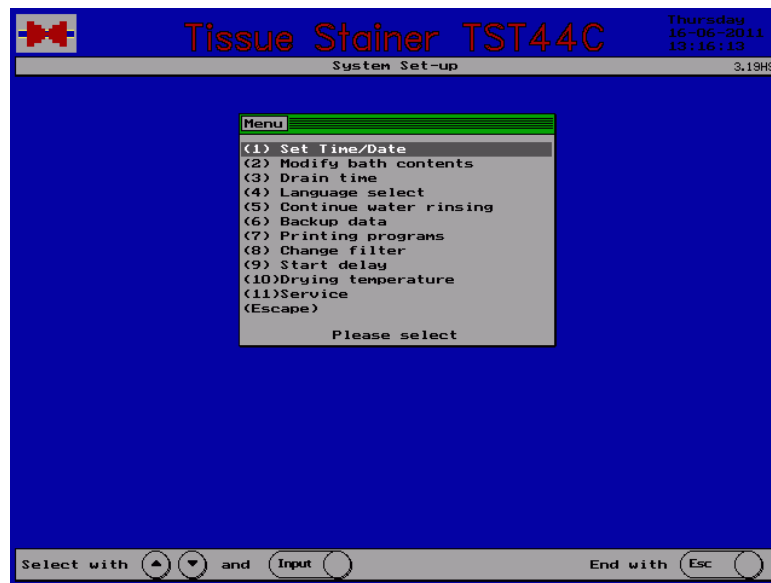 Tissue Stainer TST44C
Thursday
16-06-2011
13:16:13
System Set-up
3.19HS
Menu
(1) Set Time/Date
(2) Modify bath contents
(3) Drain time
(4) Language select
(5) Continue water rinsing
(6) Backup data
(7) Printing programs
(8) Change filter
(9) Start delay
(10)Drying temperature
(11)Service
(Escape)
Please select
Select with and Input
End with Esc